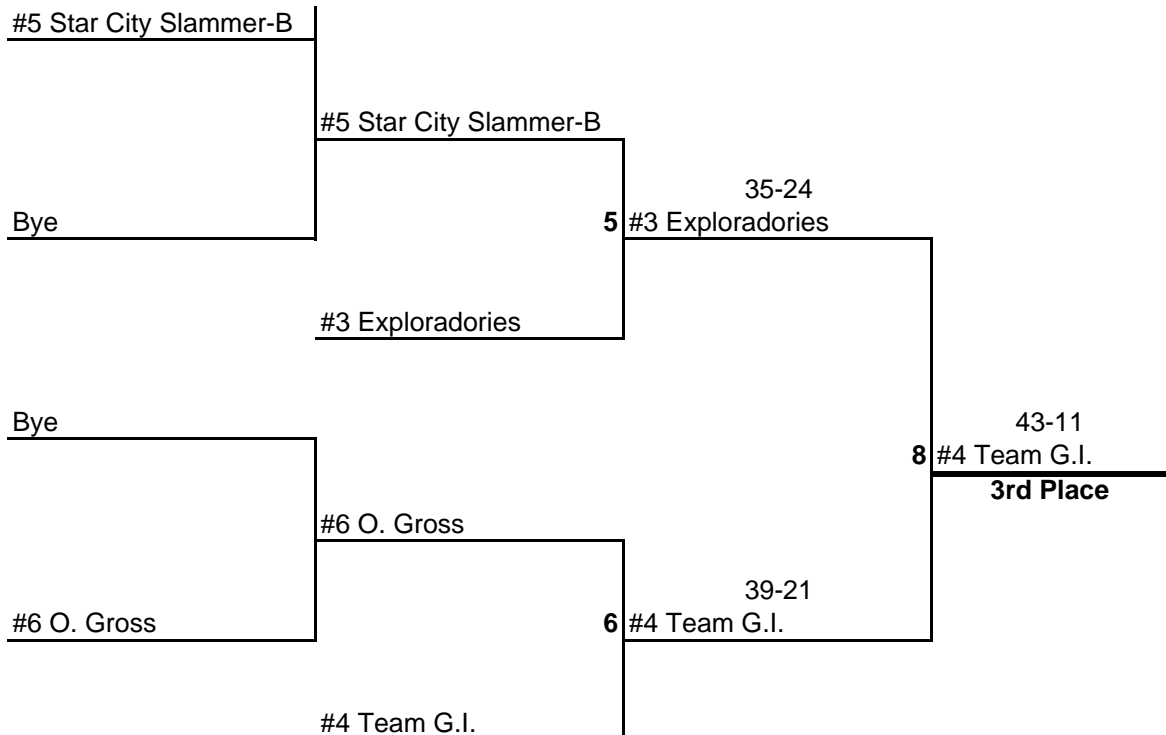 #5 Star City Slammer-B
#5 Star City Slammer-B
35-24
Bye
5 #3 Exploradories
#3 Exploradories
Bye
43-11
8 #4 Team G.I.
3rd Place
#6 O. Gross
39-21
#6 O. Gross
6 #4 Team G.I.
#4 Team G.I.